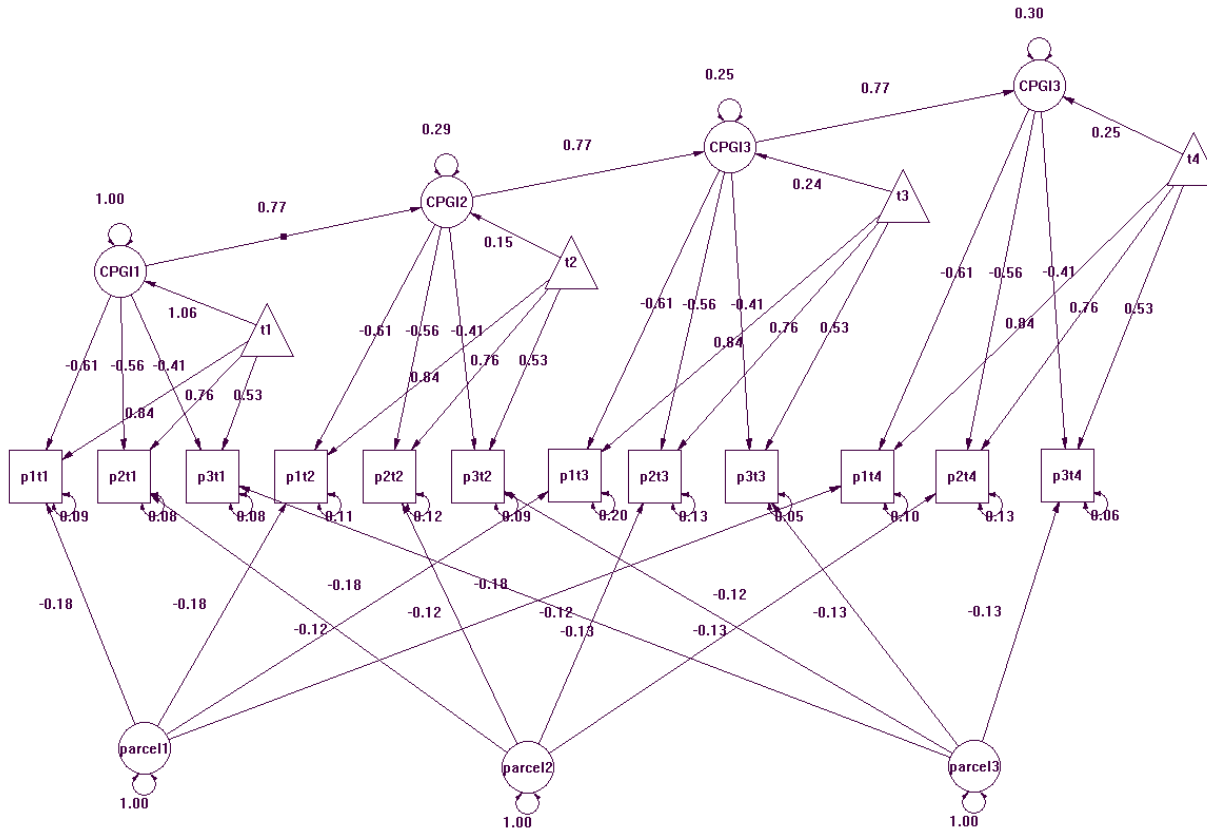 0.30
0.25
0.77
CPGI3
0.29
0.77
CPGI3
0.25
t4
1.00
0.77
CPGI2
0.24
t3
0.15
t2
CPGI1
1.06
t1
-0.61
-0.56
-0.41
0.84
0.76
0.53
-0.61
-0.56
-0.41
0.84
0.76
0.53
-0.61
-0.56
-0.41
0.84
0.76
0.53
-0.61
-0.56
-0.41
0.84
0.76
0.53
p1t1
p2t1
p3t1
p1t2
p2t2
p3t2
p1t3
p2t3
p3t3
p1t4
p2t4
p3t4
0.09
0.08
0.08
0.11
0.12
0.09
0.20
0.13
0.05
0.10
0.13
0.06
-0.18
-0.18
-0.18
-0.18
-0.12
-0.12
-0.12
-0.12
-0.13
-0.13
-0.13
-0.13
parcel1
parcel2
parcel3
1.00
1.00
1.00